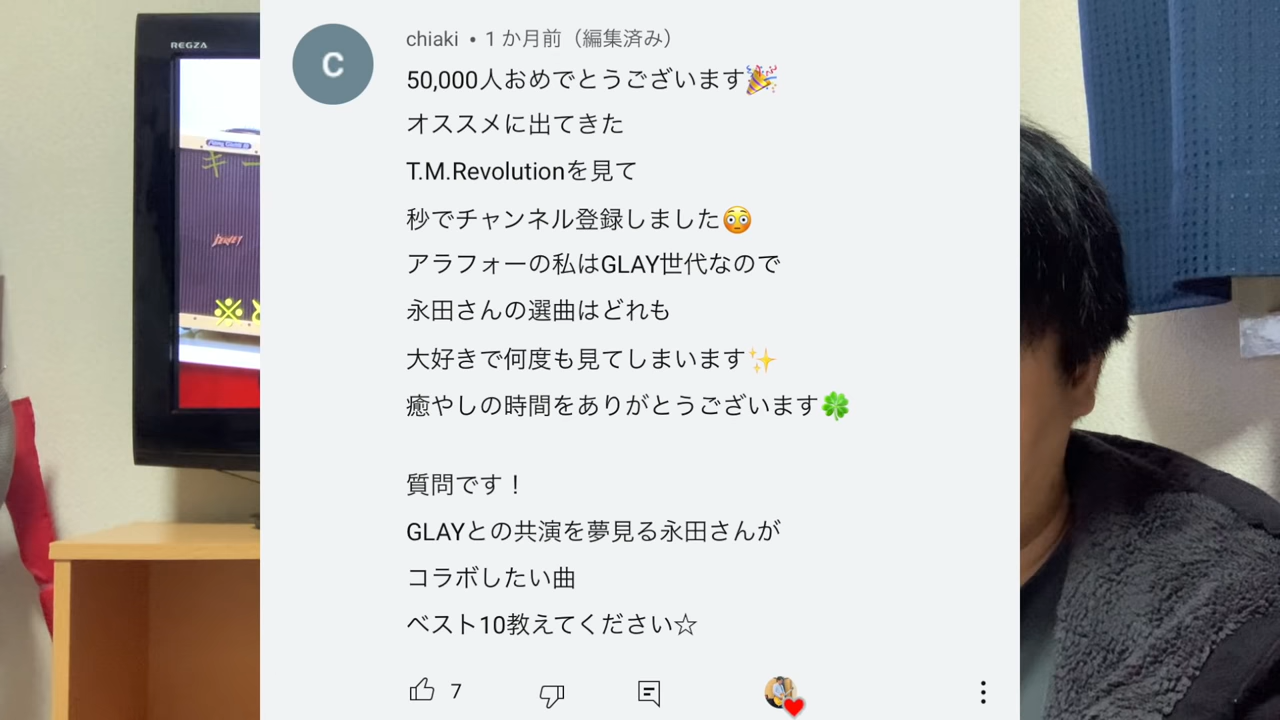 REGZA
キー
※
C
chiaki • 1 か月前（編集済み）
50,000人おめでとうございます🎉
オススメに出てきた
T.M.Revolutionを見て
秒でチャンネル登録しました😳
アラフォーの私はGLAY世代なので
永田さんの選曲はどれも
大好きで何度も見てしまいます✨
癒やしの時間をありがとうございます🍀
質問です！
GLAYとの共演を夢見る永田さんが
コラボしたい曲
ベスト10教えてください☆
7